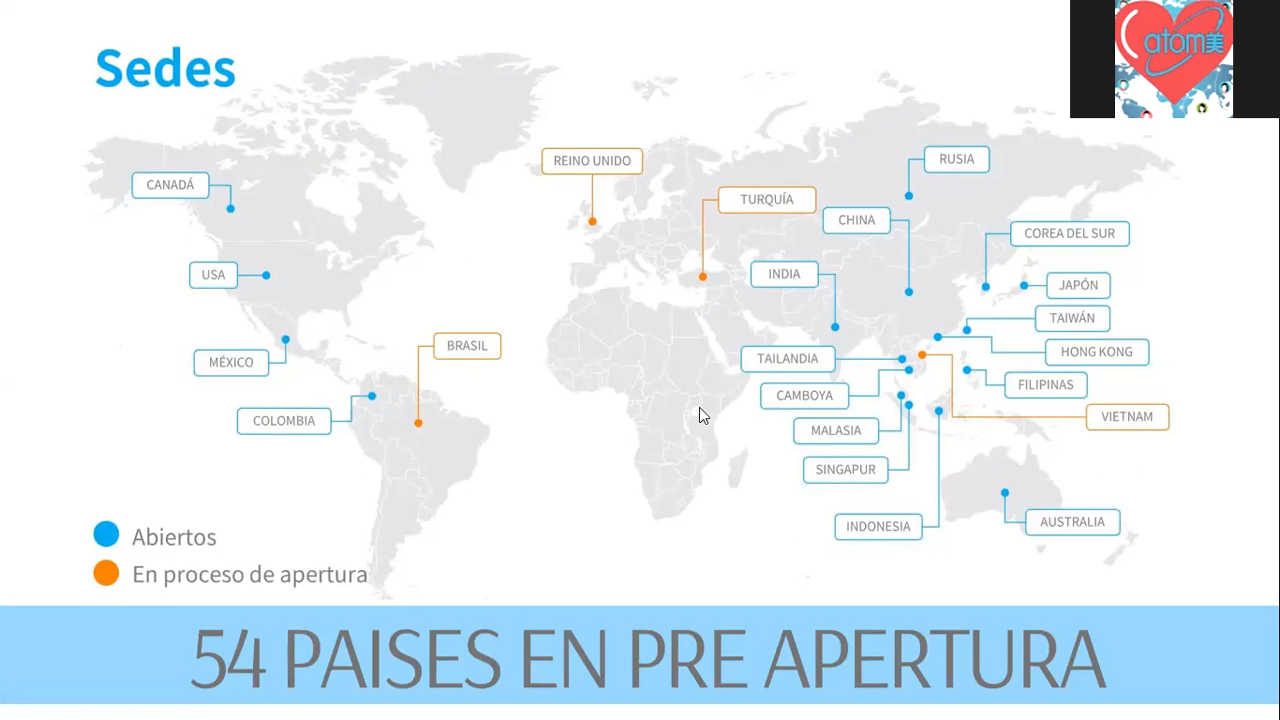 Sedes
atom美
REINO UNIDO
RUSIA
CANADÁ
TURQUÍA
CHINA
COREA DEL SUR
USA
INDIA
JAPÓN
TAIWÁN
BRASIL
HONG KONG
MÉXICO
TAILANDIA
FILIPINAS
CAMBOYA
COLOMBIA
VIETNAM
MALASIA
SINGAPUR
INDONESIA
AUSTRALIA
Abiertos
En proceso de apertura
54 PAISES EN PRE APERTURA